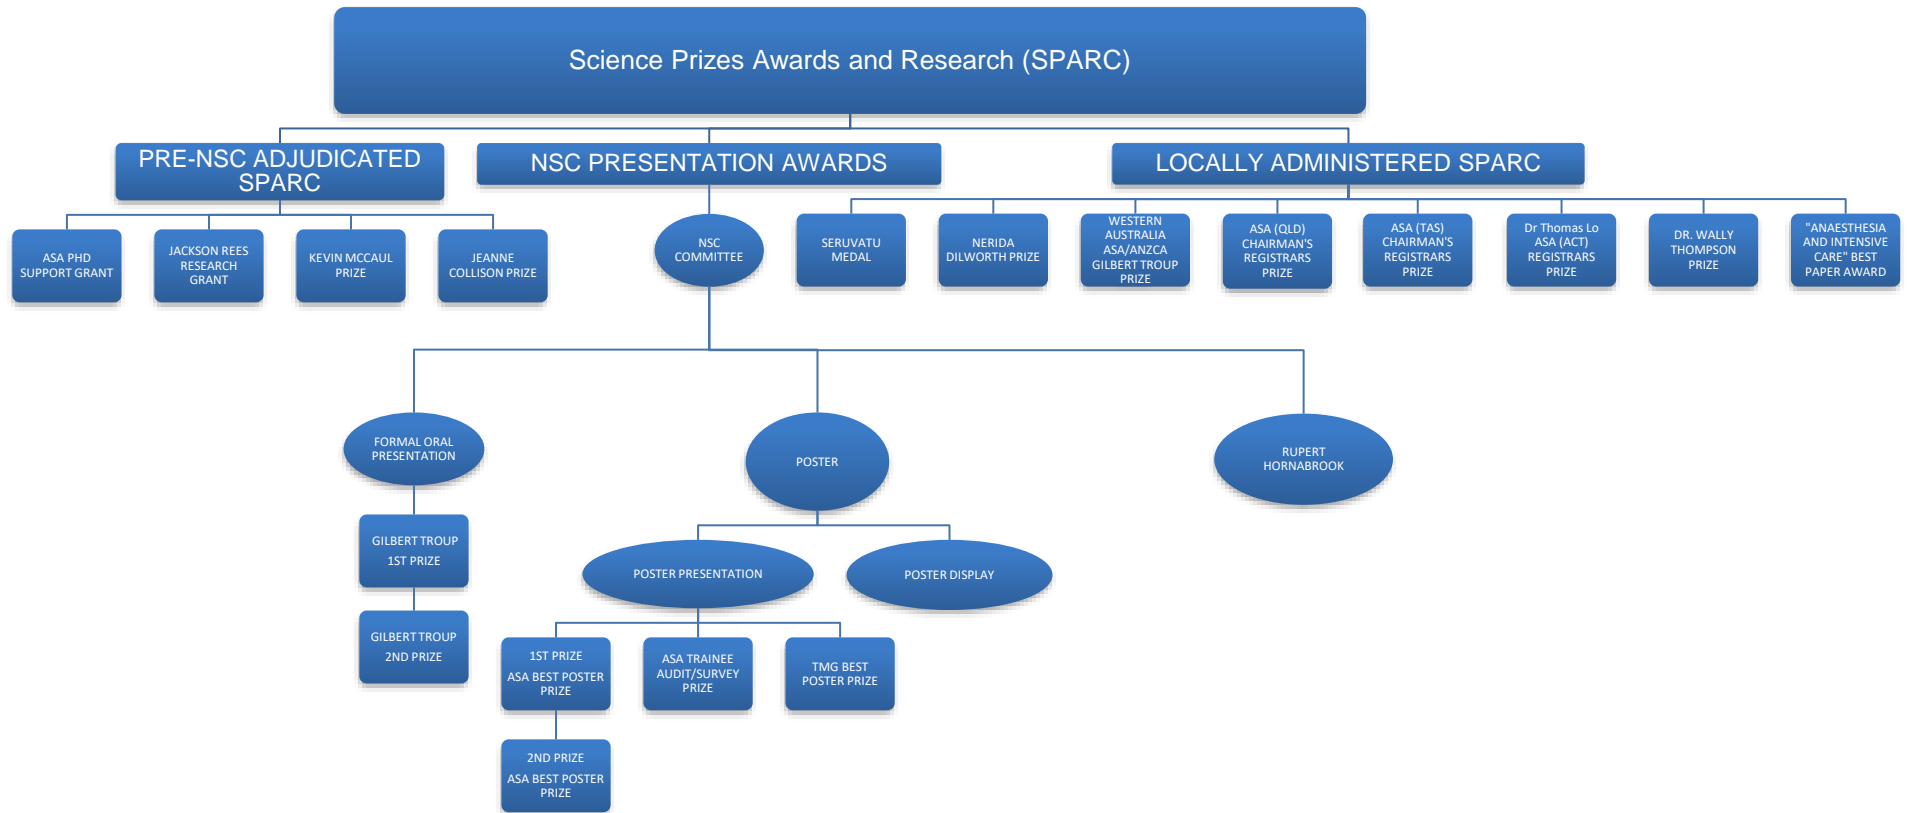 Science Prizes Awards and Research (SPARC)
PRE-NSC ADJUDICATED
SPARC
NSC PRESENTATION AWARDS
LOCALLY ADMINISTERED SPARC
ASA PHD
SUPPORT GRANT
JACKSON REES
RESEARCH
GRANT
KEVIN MCCAUL
PRIZE
JEANNE
COLLISON PRIZE
NSC
COMMITTEE
SERUVATU
MEDAL
NERIDA
DILWORTH PRIZE
WESTERN
AUSTRALIA
ASA/ANZCA
GILBERT TROUP
PRIZE
ASA (QLD)
CHAIRMAN'S
REGISTRARS
PRIZE
ASA (TAS)
CHAIRMAN'S
REGISTRARS
PRIZE
Dr Thomas Lo
ASA (ACT)
REGISTRARS
PRIZE
DR. WALLY
THOMPSON
PRIZE
"ANAESTHESIA
AND INTENSIVE
CARE" BEST
PAPER AWARD
FORMAL ORAL
PRESENTATION
POSTER
RUPERT
HORNABROOK
GILBERT TROUP
1ST PRIZE
GILBERT TROUP
2ND PRIZE
POSTER PRESENTATION
POSTER DISPLAY
1ST PRIZE
ASA BEST POSTER
PRIZE
ASA TRAINEE
AUDIT/SURVEY
PRIZE
TMG BEST
POSTER PRIZE
2ND PRIZE
ASA BEST POSTER
PRIZE